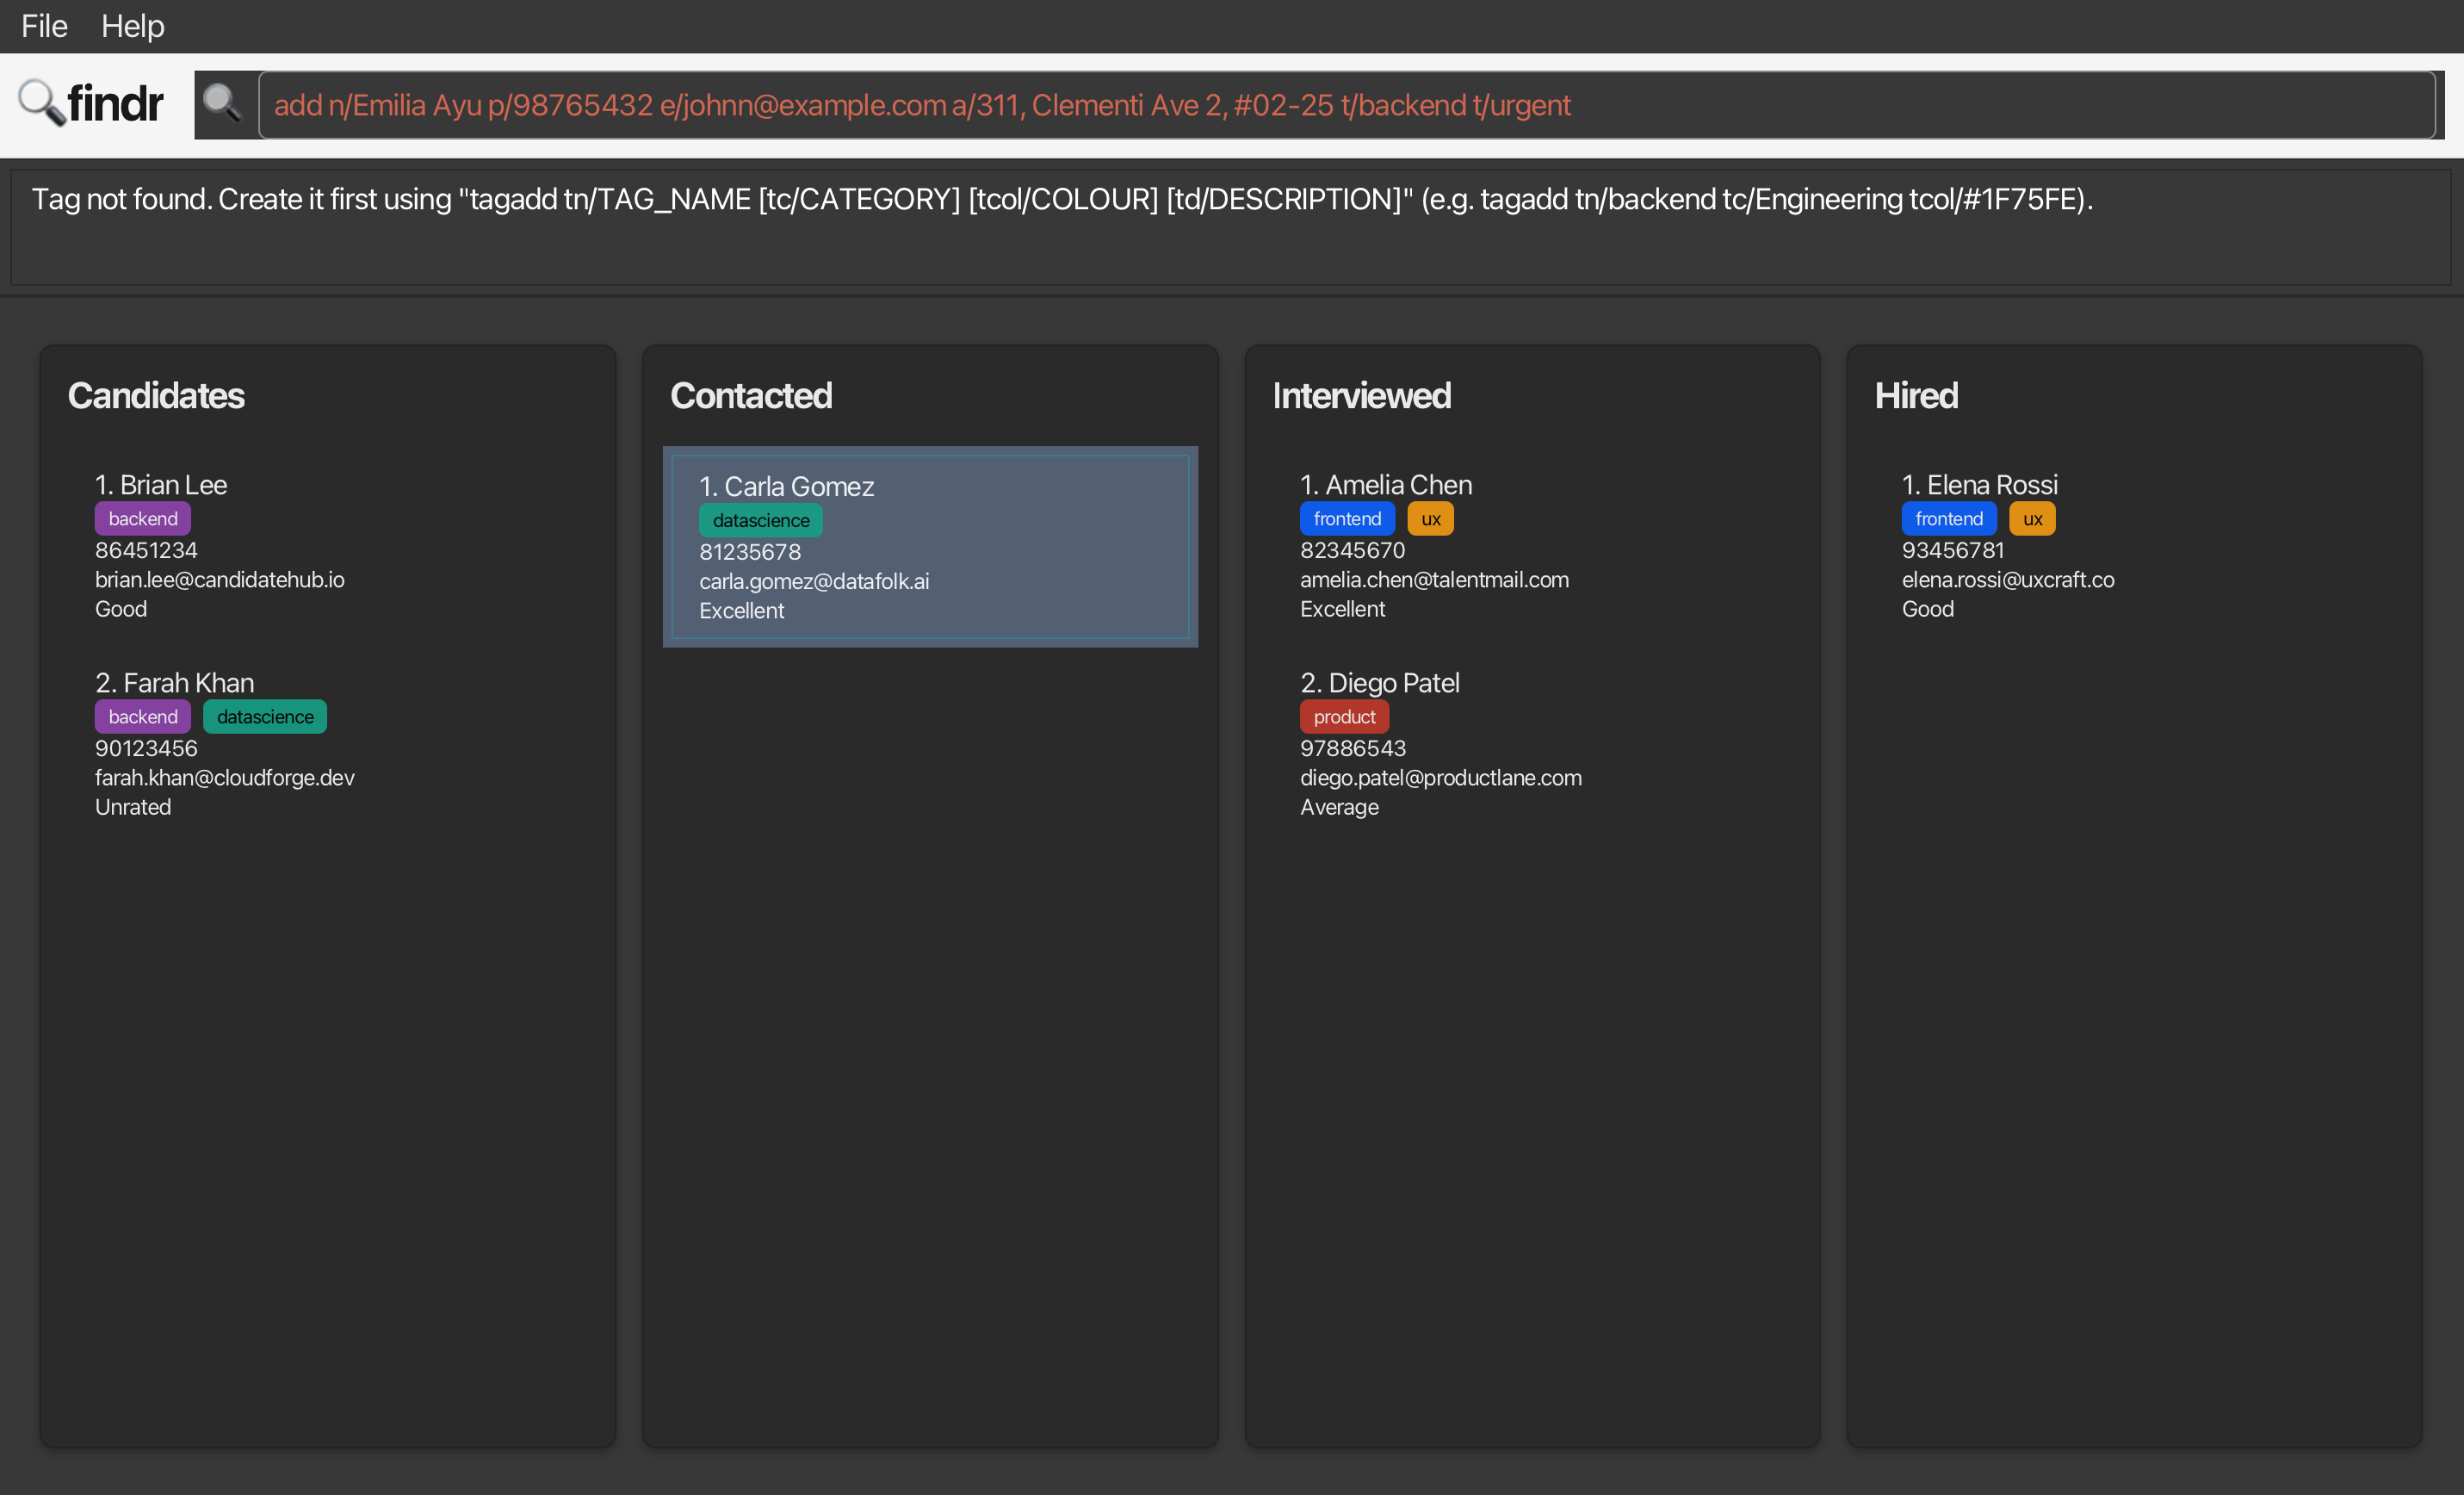 File Help
findr
add n/Emilia Ayu p/98765432 e/johnn@example.com a/311, Clementi Ave 2, #02-25 t/backend t/urgent
Tag not found. Create it first using "tagadd tn/TAG_NAME [tc/CATEGORY] [tcol/COLOUR] [td/DESCRIPTION]" (e.g. tagadd tn/backend tc/Engineering tcol/#1F75FE).
Candidates
1. Brian Lee
backend
86451234
brian.lee@candidatehub.io
Good
2. Farah Khan
backend datascience
90123456
farah.khan@cloudforge.dev
Unrated
Contacted
1. Carla Gomez
datascience
81235678
carla.gomez@datafolk.ai
Excellent
Interviewed
1. Amelia Chen
frontend ux
82345670
amelia.chen@talentmail.com
Excellent
2. Diego Patel
product
97886543
diego.patel@productlane.com
Average
Hired
1. Elena Rossi
frontend ux
93456781
elena.rossi@uxcraft.co
Good